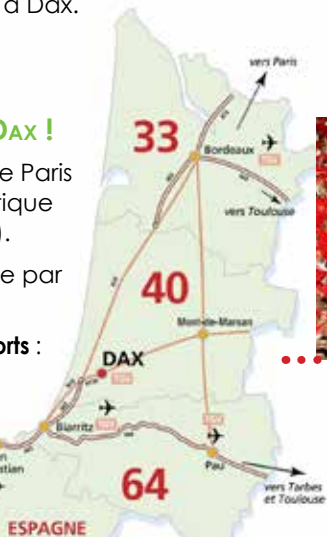 à Dax.
DAX !
e Paris
rique
).
e par
orts :
vers Paris
33
Bordeaux
TGV
vers Toulouse
40
Mont-de-Marsan
DAX
TGV
Biarritz
TGV
TGV
Pau
64
vers Tarbes
et Toulouse
ESPAGNE